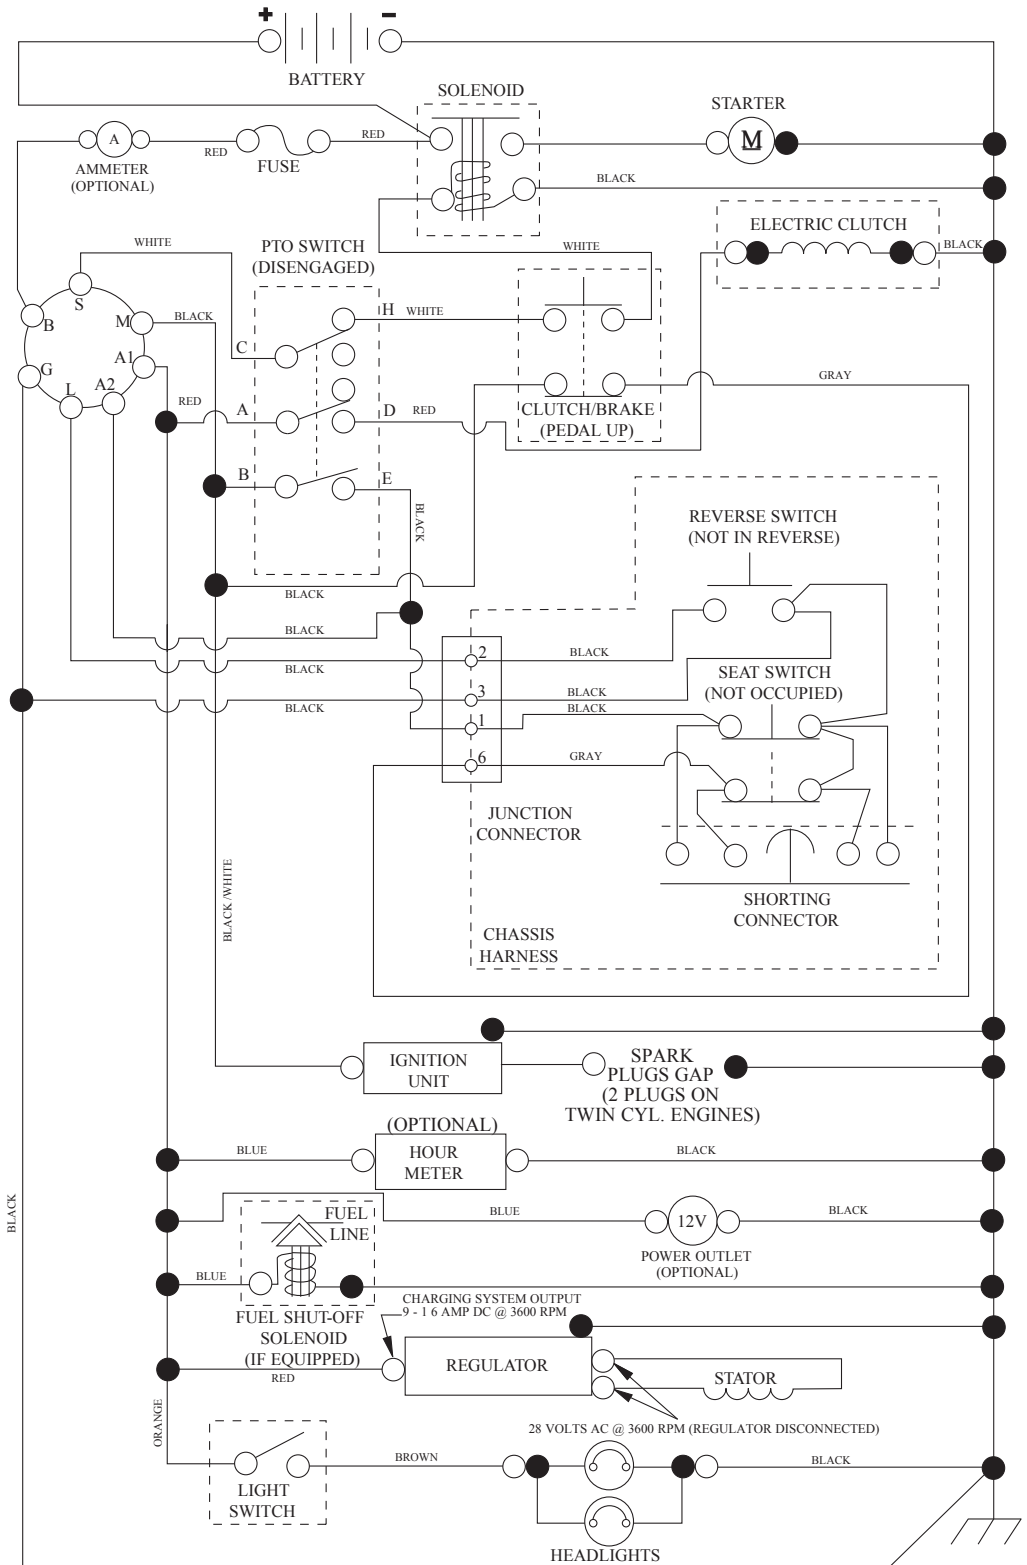 + −
BATTERY
SOLENOID
STARTER
A
RED
FUSE
RED
M
AMMETER
(OPTIONAL)
BLACK
ELECTRIC CLUTCH
BLACK
WHITE
PTO SWITCH
(DISENGAGED)
WHITE
S
B
M
BLACK
H
WHITE
C
G
A1
L
A2
GRAY
RED
A
D
RED
CLUTCH/BRAKE
(PEDAL UP)
B
E
BLACK
REVERSE SWITCH
(NOT IN REVERSE)
BLACK
BLACK
2
BLACK
BLACK
SEAT SWITCH
(NOT OCCUPIED)
3
BLACK
BLACK
BLACK
1
6
GRAY
JUNCTION
CONNECTOR
BLACK /WHITE
SHORTING
CONNECTOR
CHASSIS
HARNESS
IGNITION
UNIT
SPARK
PLUGS GAP
(2 PLUGS ON
TWIN CYL. ENGINES)
(OPTIONAL)
BLUE
HOUR
METER
BLACK
BLACK
FUEL
LINE
BLUE
12V
BLACK
POWER OUTLET
(OPTIONAL)
BLUE
CHARGING SYSTEM OUTPUT
9 - 1 6 AMP DC @ 3600 RPM
FUEL SHUT-OFF
SOLENOID
(IF EQUIPPED)
RED
REGULATOR
STATOR
ORANGE
28 VOLTS AC @ 3600 RPM (REGULATOR DISCONNECTED)
BROWN
BLACK
LIGHT
SWITCH
HEADLIGHTS